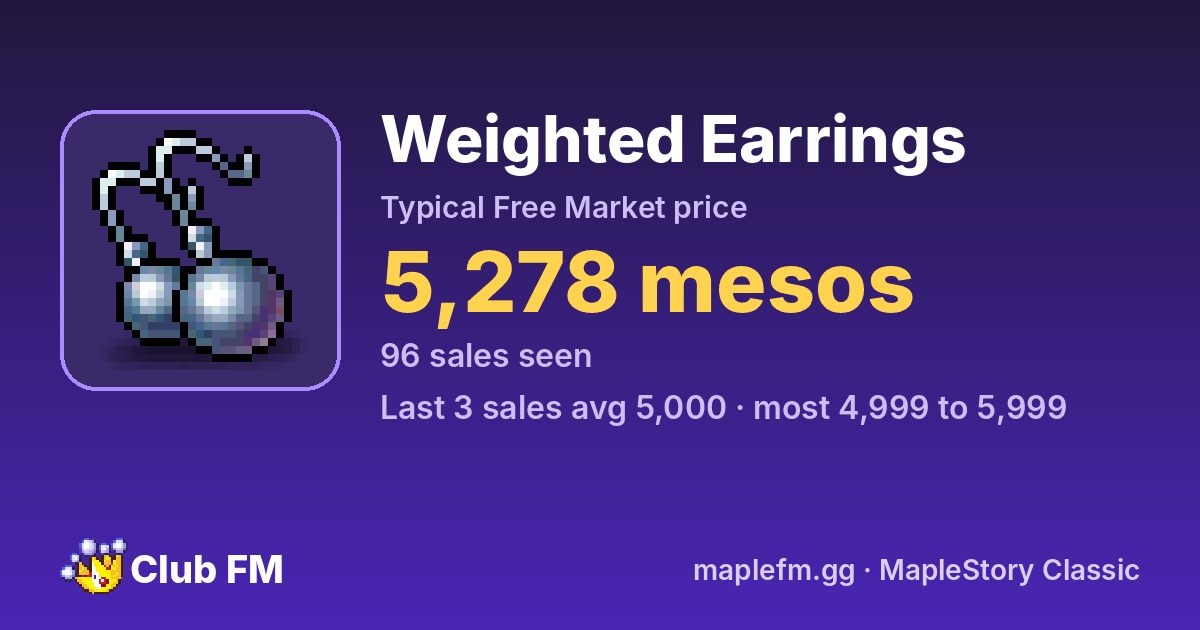 Weighted Earrings
Typical Free Market price
5,278 mesos
96 sales seen
Last 3 sales avg 5,000 · most 4,999 to 5,999
Club FM
maplefm.gg · MapleStory Classic